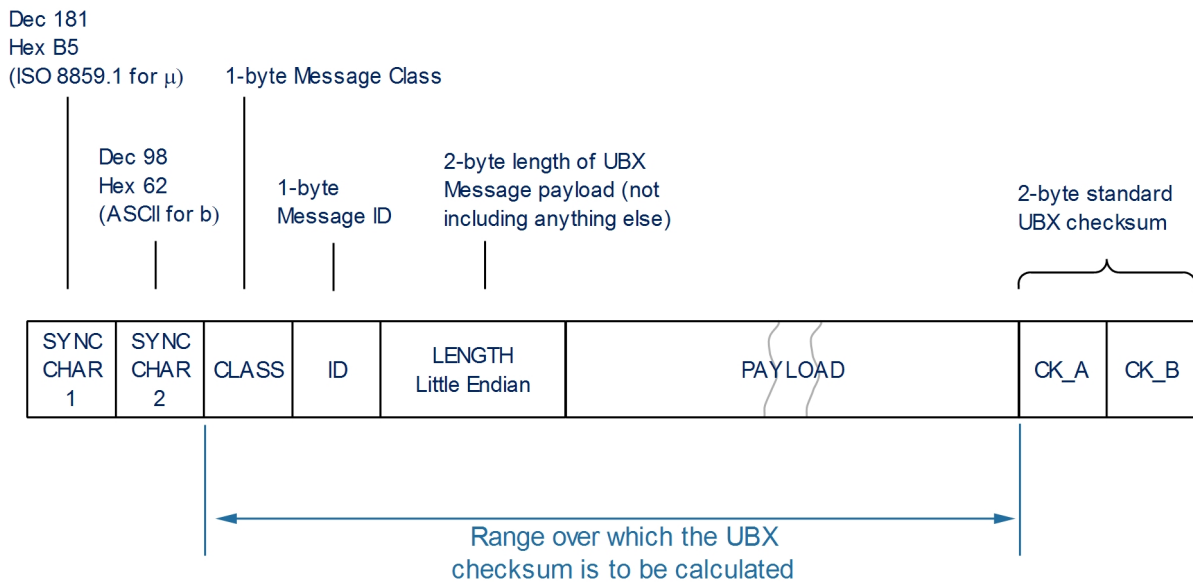 Dec 181
Hex B5
(ISO 8859.1 for μ)
1-byte Message Class
Dec 98
Hex 62
(ASCII for b)
1-byte
Message ID
2-byte length of UBX
Message payload (not
including anything else)
2-byte standard
UBX checksum
SYNC
CHAR
1
SYNC
CHAR
2
CLASS
ID
LENGTH
Little Endian
PAYLOAD
CK_A
CK_B
Range over which the UBX
checksum is to be calculated